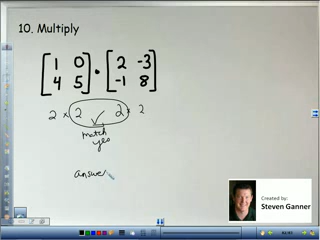 10. Multiply
[1 0
4 5] • [2 -3
-1 8]
2 × 2 2 × 2
match
yes
answe
Created by:
Steven Ganner